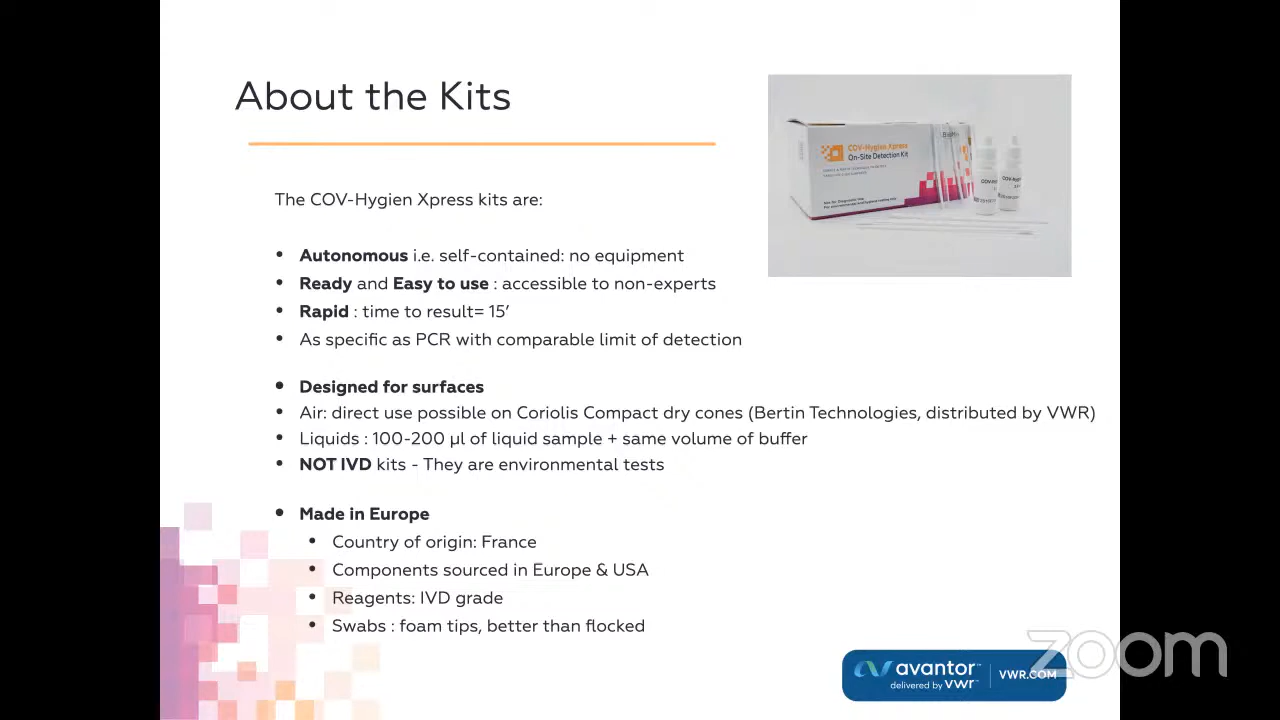 About the Kits
COV-Hygien Xpress
On-Site Detection Kit
The COV-Hygien Xpress kits are:
• Autonomous i.e. self-contained: no equipment
• Ready and Easy to use : accessible to non-experts
• Rapid : time to result= 15’
• As specific as PCR with comparable limit of detection
• Designed for surfaces
• Air: direct use possible on Coriolis Compact dry cones (Bertin Technologies, distributed by VWR)
• Liquids : 100-200 µl of liquid sample + same volume of buffer
• NOT IVD kits - They are environmental tests
• Made in Europe
• Country of origin: France
• Components sourced in Europe & USA
• Reagents: IVD grade
• Swabs : foam tips, better than flocked
zoom
avantor™
delivered by vwr™
VWR.COM